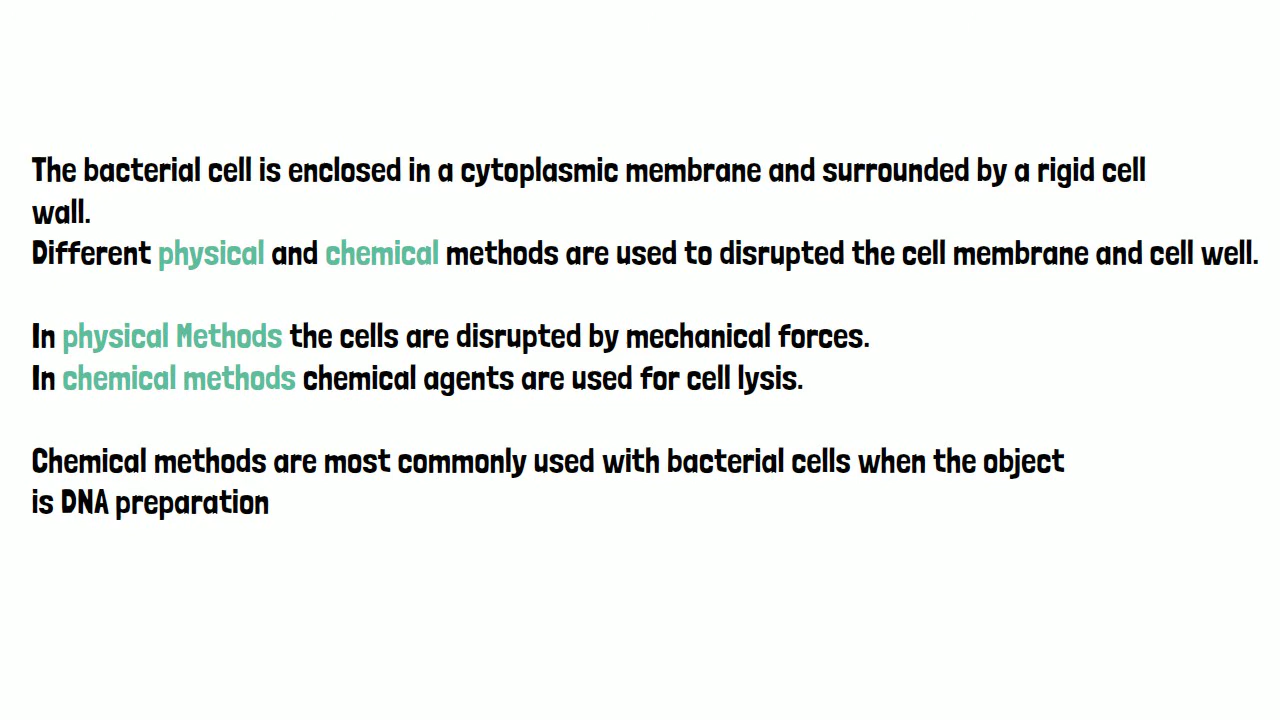 The bacterial cell is enclosed in a cytoplasmic membrane and surrounded by a rigid cell
wall.
Different physical and chemical methods are used to disrupted the cell membrane and cell well.
In physical Methods the cells are disrupted by mechanical forces.
In chemical methods chemical agents are used for cell lysis.
Chemical methods are most commonly used with bacterial cells when the object
is DNA preparation